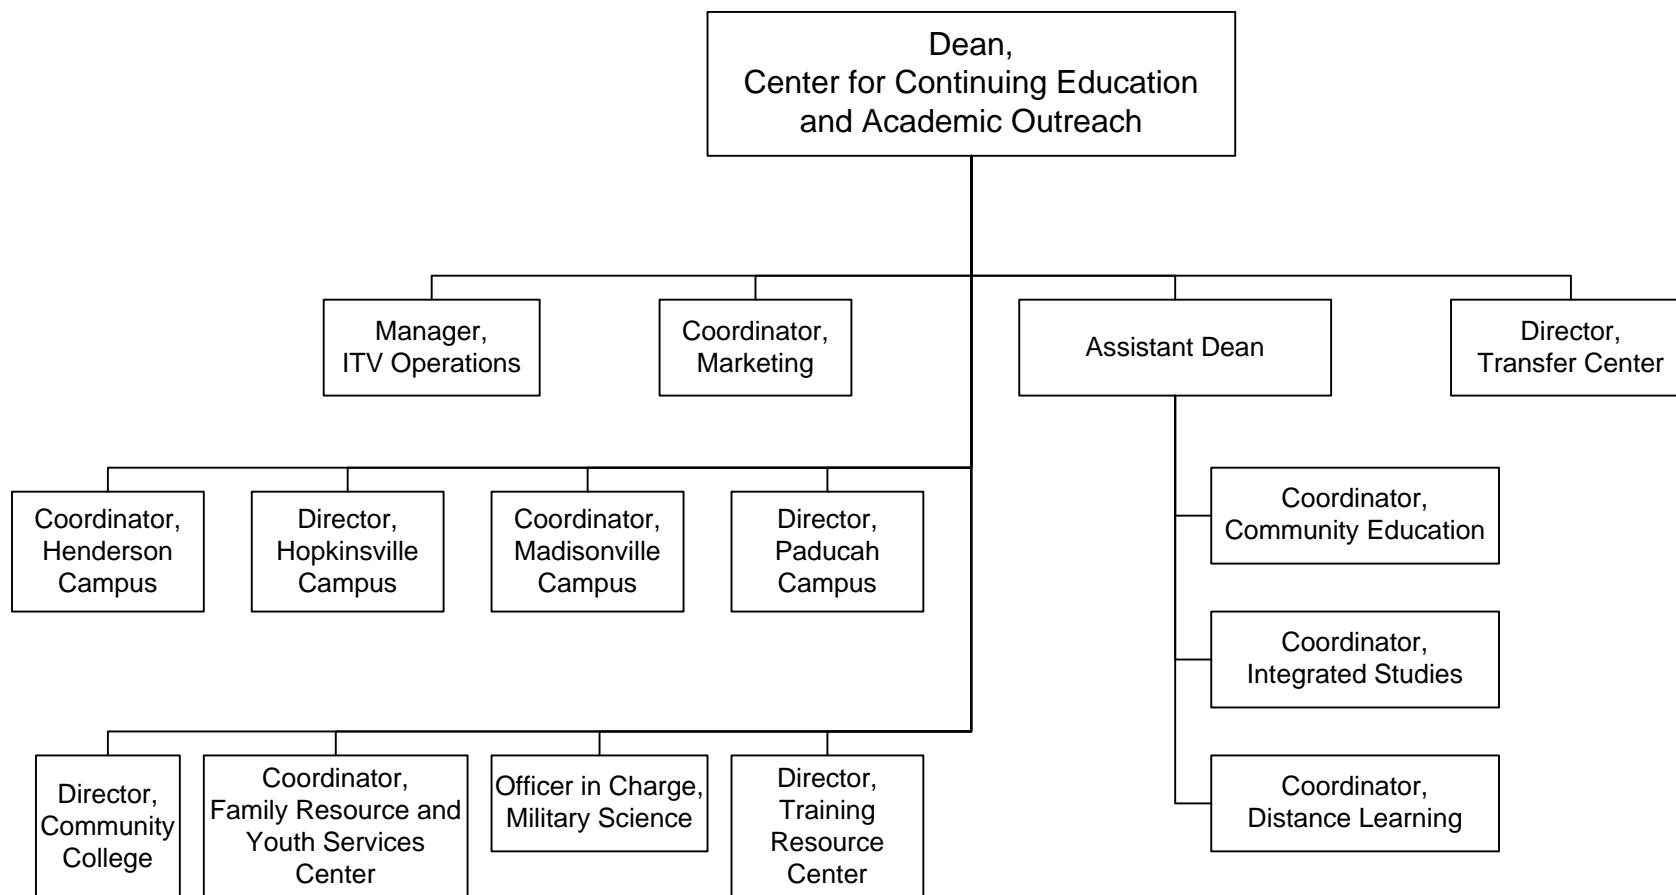 Dean,
Center for Continuing Education
and Academic Outreach
Manager,
ITV Operations
Coordinator,
Marketing
Assistant Dean
Director,
Transfer Center
Coordinator,
Henderson
Campus
Director,
Hopkinsville
Campus
Coordinator,
Madisonville
Campus
Director,
Paducah
Campus
Coordinator,
Community Education
Coordinator,
Integrated Studies
Coordinator,
Distance Learning
Director,
Community
College
Coordinator,
Family Resource and
Youth Services
Center
Officer in Charge,
Military Science
Director,
Training
Resource
Center